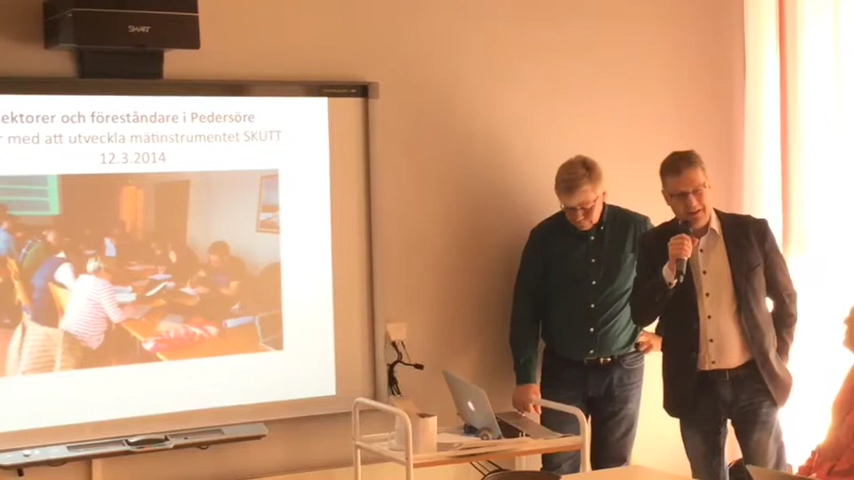 SMART
ektorer och föreståndare i Pedersöre
r med att utveckla mätinstrumentet SKUTT
12.3.2014